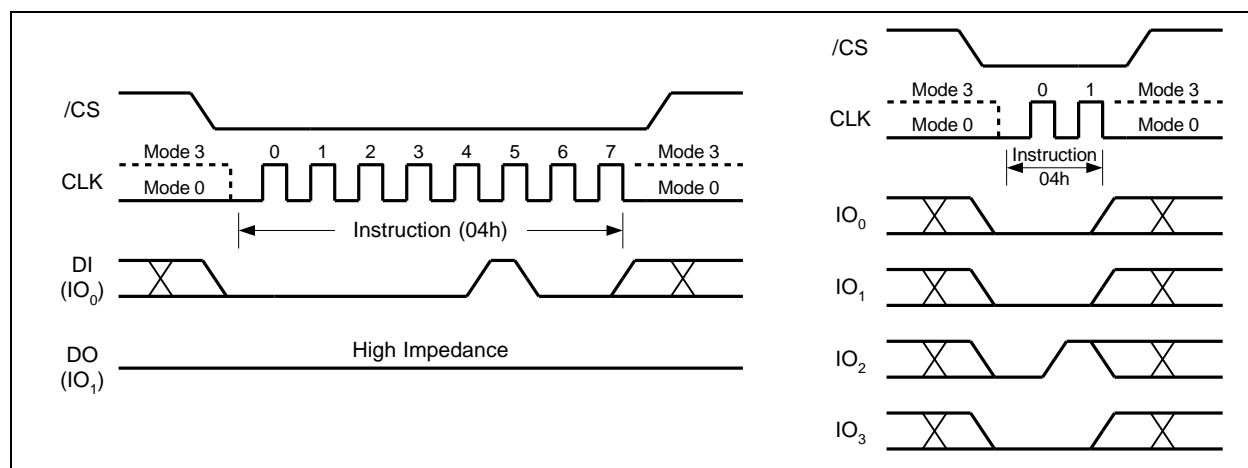 /CS
Mode 3 0 1 2 3 4 5 6 7 Mode 3
CLK
Mode 0 Mode 0
Instruction (04h)
DI
(IO0)
High Impedance
DO
(IO1)
/CS
Mode 3 0 1 Mode 3
CLK
Mode 0 Mode 0
Instruction
04h
IO0
IO1
IO2
IO3